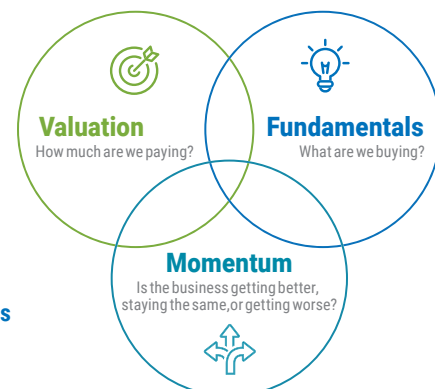 Valuation
How much are we paying?
Fundamentals
What are we buying?
Momentum
Is the business getting better,
staying the same,or getting worse?
s